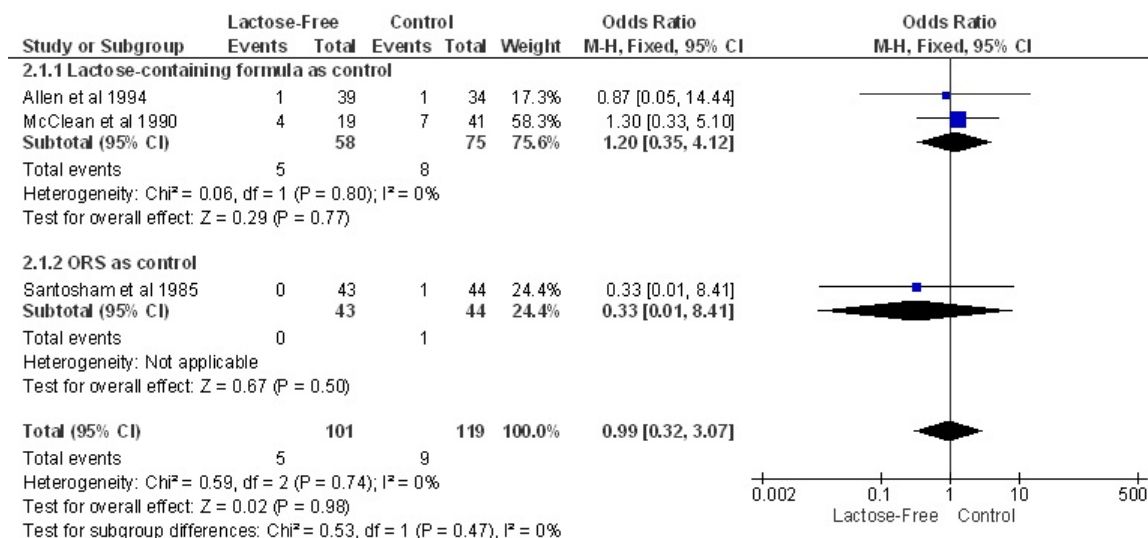 Lactose-Free Control Odds Ratio Odds Ratio
Study or Subgroup Events Total Events Total Weight M-H, Fixed, 95% CI M-H, Fixed, 95% CI
2.1.1 Lactose-containing formula as control
Allen et al 1994 1 39 1 34 17.3% 0.87 [0.05, 14.44]
McClean et al 1990 4 19 7 41 58.3% 1.30 [0.33, 5.10]
Subtotal (95% CI) 58 75 75.6% 1.20 [0.35, 4.12]
Total events 5 8
Heterogeneity: Chi² = 0.06, df = 1 (P = 0.80); I² = 0%
Test for overall effect: Z = 0.29 (P = 0.77)
2.1.2 ORS as control
Santosham et al 1985 0 43 1 44 24.4% 0.33 [0.01, 8.41]
Subtotal (95% CI) 43 44 24.4% 0.33 [0.01, 8.41]
Total events 0 1
Heterogeneity: Not applicable
Test for overall effect: Z = 0.67 (P = 0.50)
Total (95% CI) 101 119 100.0% 0.99 [0.32, 3.07]
Total events 5 9
Heterogeneity: Chi² = 0.59, df = 2 (P = 0.74); I² = 0%
Test for overall effect: Z = 0.02 (P = 0.98)
Test for subgroup differences: Chi² = 0.53, df = 1 (P = 0.47), I² = 0%
0.002 0.1 1 10 500
Lactose-Free Control